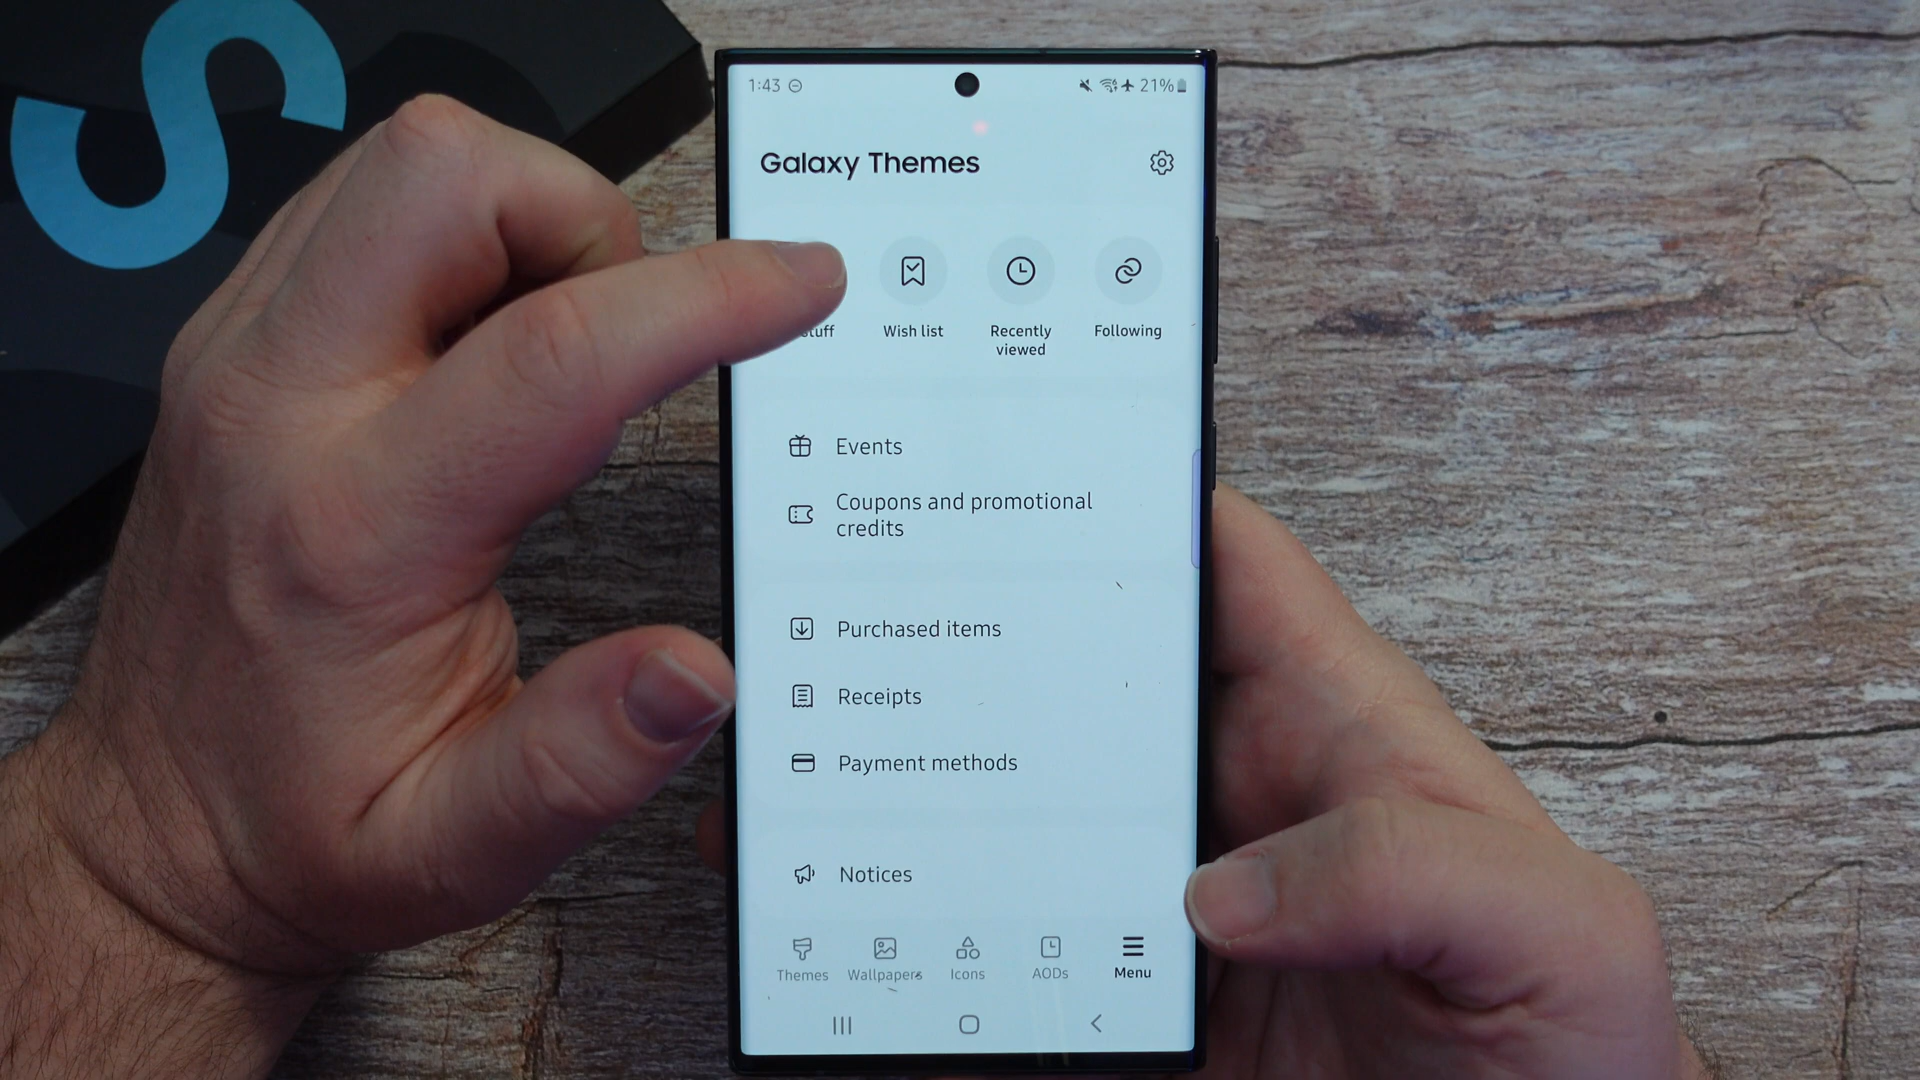 1:43
21%
Galaxy Themes
stuff
Wish list
Recently
viewed
Following
Events
Coupons and promotional
credits
Purchased items
Receipts
Payment methods
Notices
Themes
Wallpapers
Icons
AODs
Menu
S